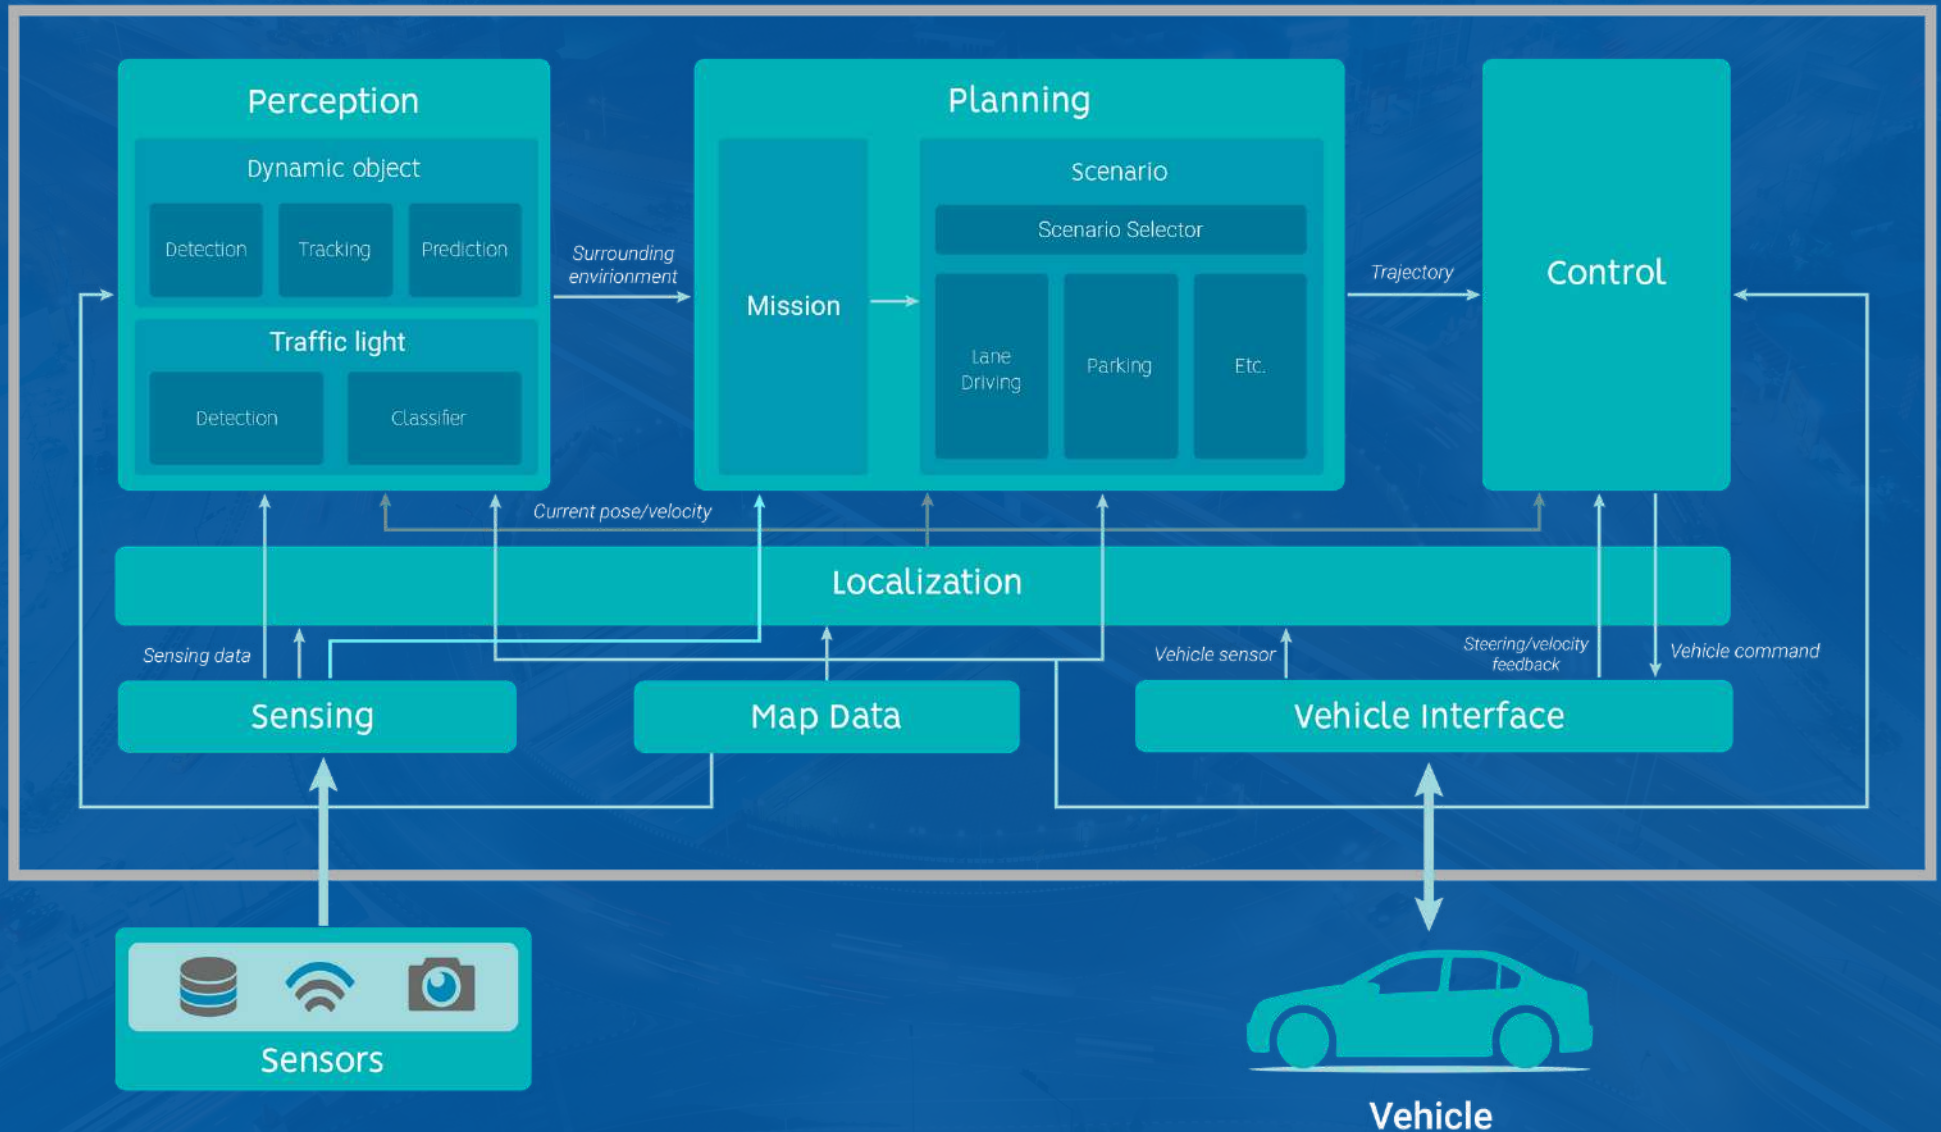 Perception
Dynamic object
Detection
Tracking
Prediction
Traffic light
Detection
Classifier
Surrounding
envirionment
Planning
Mission
Scenario
Scenario Selector
Lane
Driving
Parking
Etc.
Trajectory
Control
Current pose/velocity
Localization
Sensing data
Vehicle sensor
Steering/velocity
feedback
Vehicle command
Sensing
Map Data
Vehicle Interface
Sensors
Vehicle